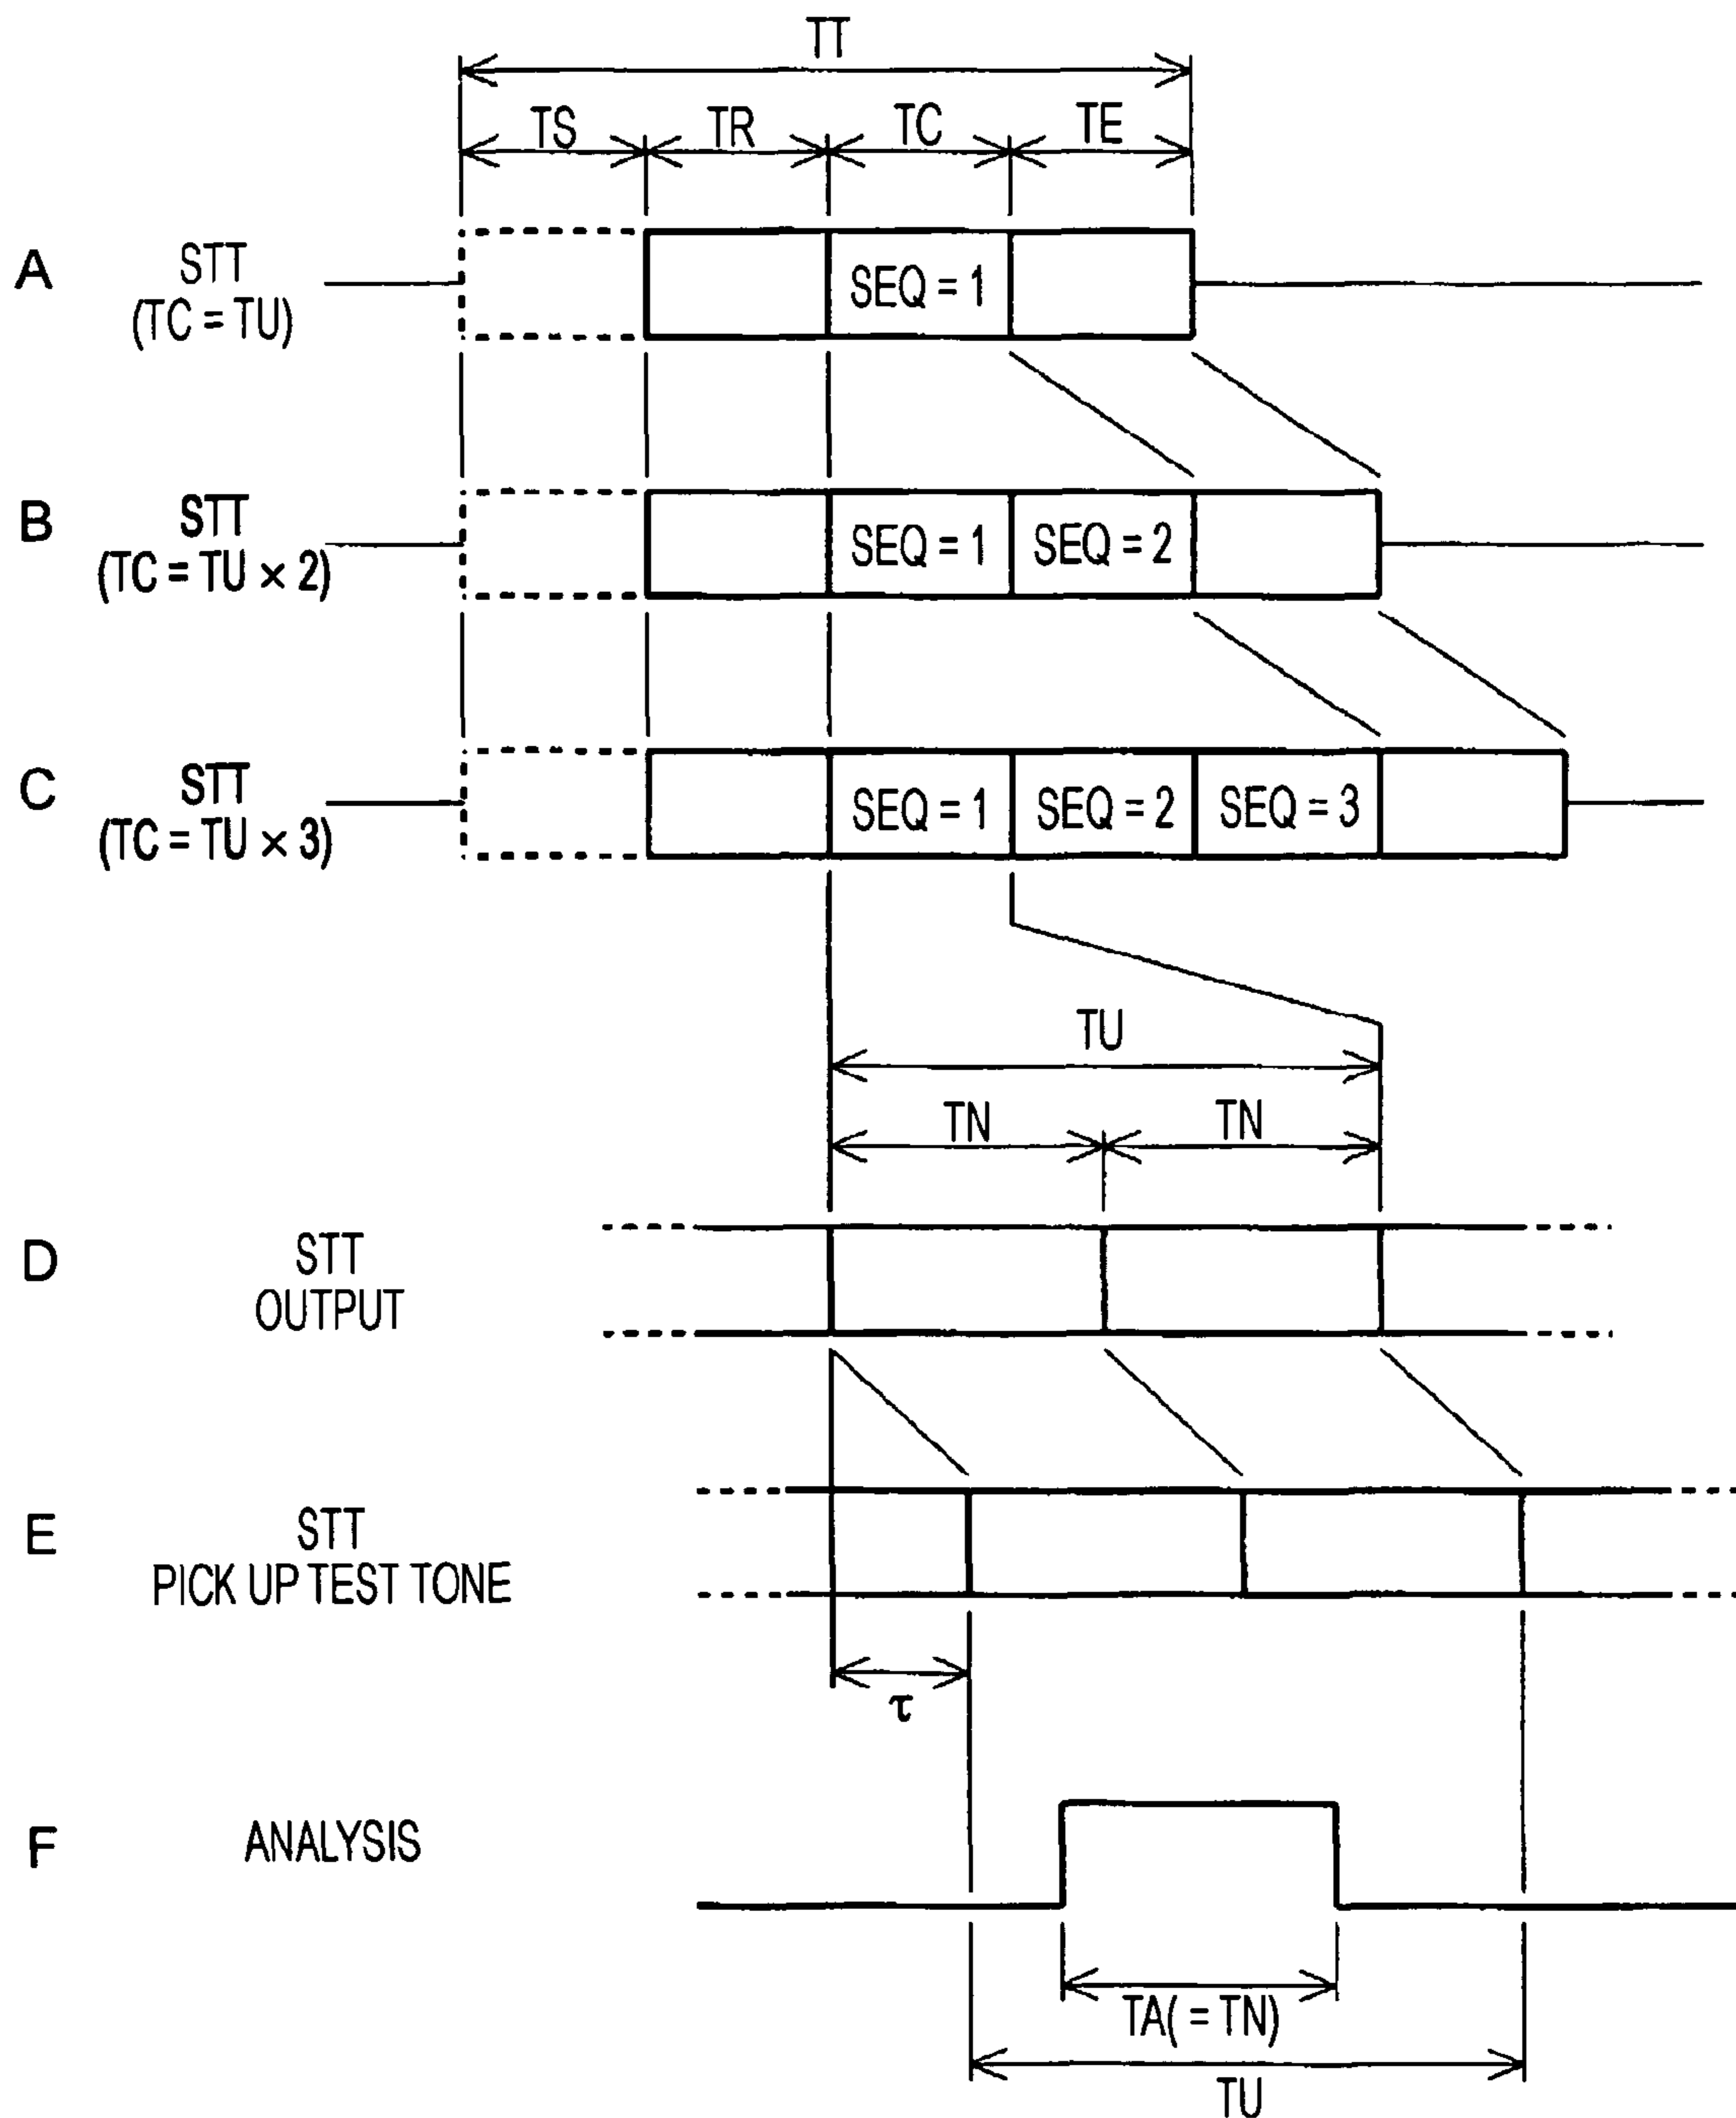 TT
TS TR TC TE
A STT
(TC = TU)
SEQ = 1
B STT
(TC = TU × 2)
SEQ = 1 SEQ = 2
C STT
(TC = TU × 3)
SEQ = 1 SEQ = 2 SEQ = 3
TU
TN TN
D STT
OUTPUT
E STT
PICK UP TEST TONE
τ
F ANALYSIS
TA( = TN)
TU